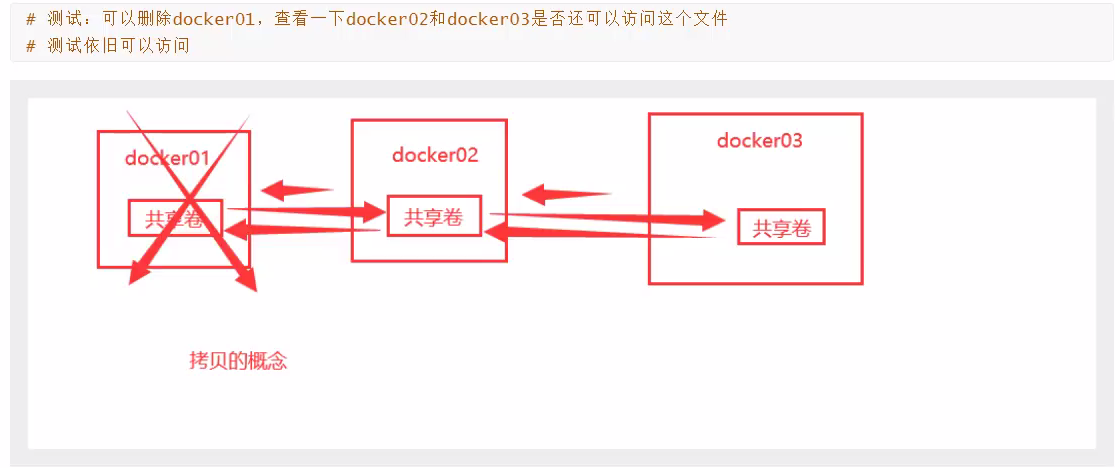 # 测试：可以删除docker01，查看一下docker02和docker03是否还可以访问这个文件
# 测试依旧可以访问
docker01
docker02
docker03
共享卷
共享卷
共享卷
拷贝的概念